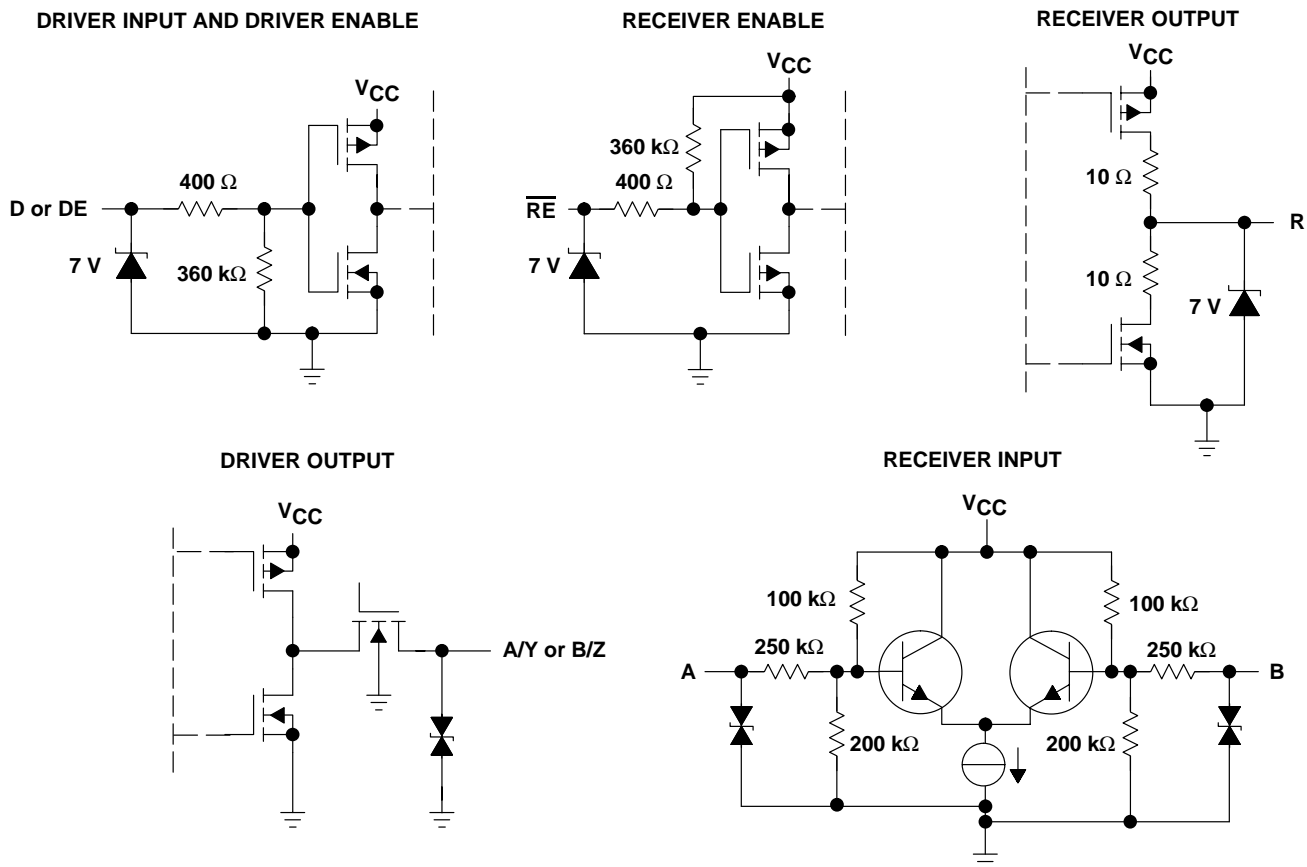 DRIVER INPUT AND DRIVER ENABLE
RECEIVER ENABLE
RECEIVER OUTPUT
VCC
400 Ω
D or DE
7 V
360 kΩ
VCC
360 kΩ
400 Ω
RE
7 V
VCC
10 Ω
R
10 Ω
7 V
DRIVER OUTPUT
RECEIVER INPUT
VCC
A/Y or B/Z
VCC
100 kΩ
100 kΩ
250 kΩ
250 kΩ
A
B
200 kΩ
200 kΩ